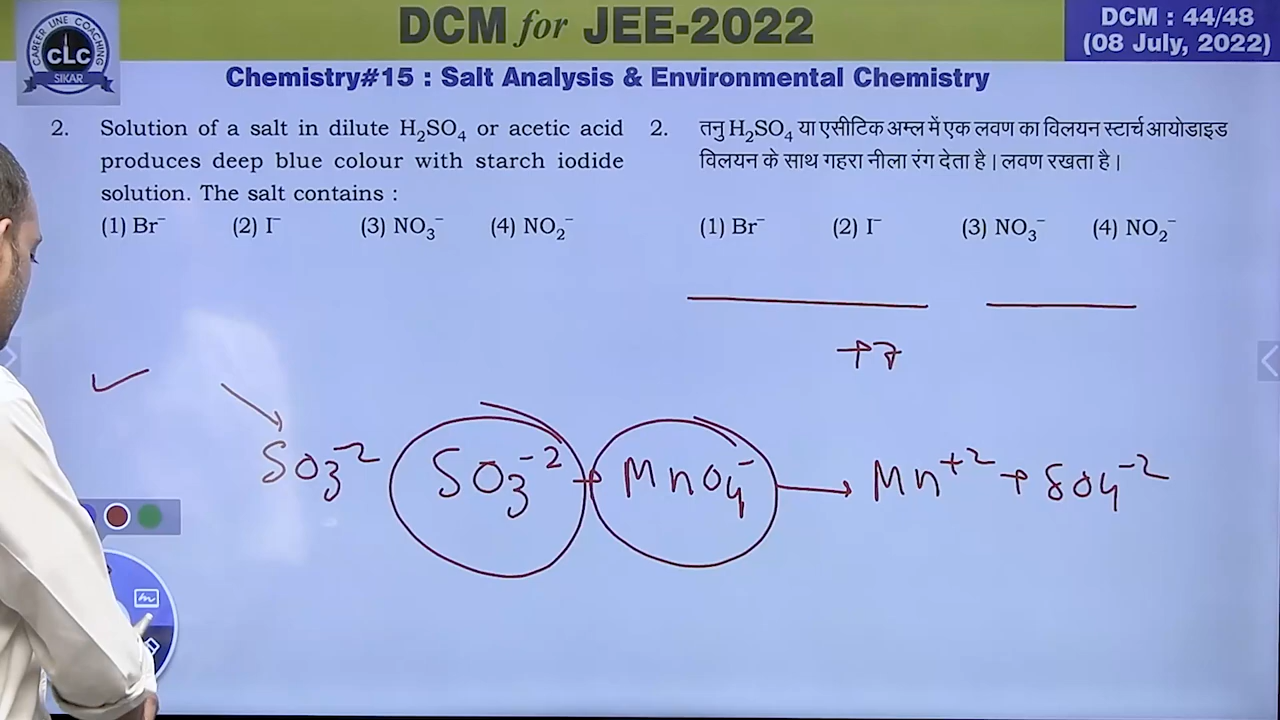 CAREER LINE COACHING
CLC
SIKAR
DCM for JEE-2022
DCM : 44/48
(08 July, 2022)
Chemistry#15 : Salt Analysis & Environmental Chemistry
2. Solution of a salt in dilute H₂SO₄ or acetic acid
produces deep blue colour with starch iodide
solution. The salt contains :
(1) Br⁻ (2) I⁻ (3) NO₃⁻ (4) NO₂⁻
2. तनु H₂SO₄ या एसीटिक अम्ल में एक लवण का विलयन स्टार्च आयोडाइड
विलयन के साथ गहरा नीला रंग देता है। लवण रखता है।
(1) Br⁻ (2) I⁻ (3) NO₃⁻ (4) NO₂⁻
+7
SO₃⁻² SO₃⁻² + MnO₄⁻ → Mn⁺² + SO₄⁻²